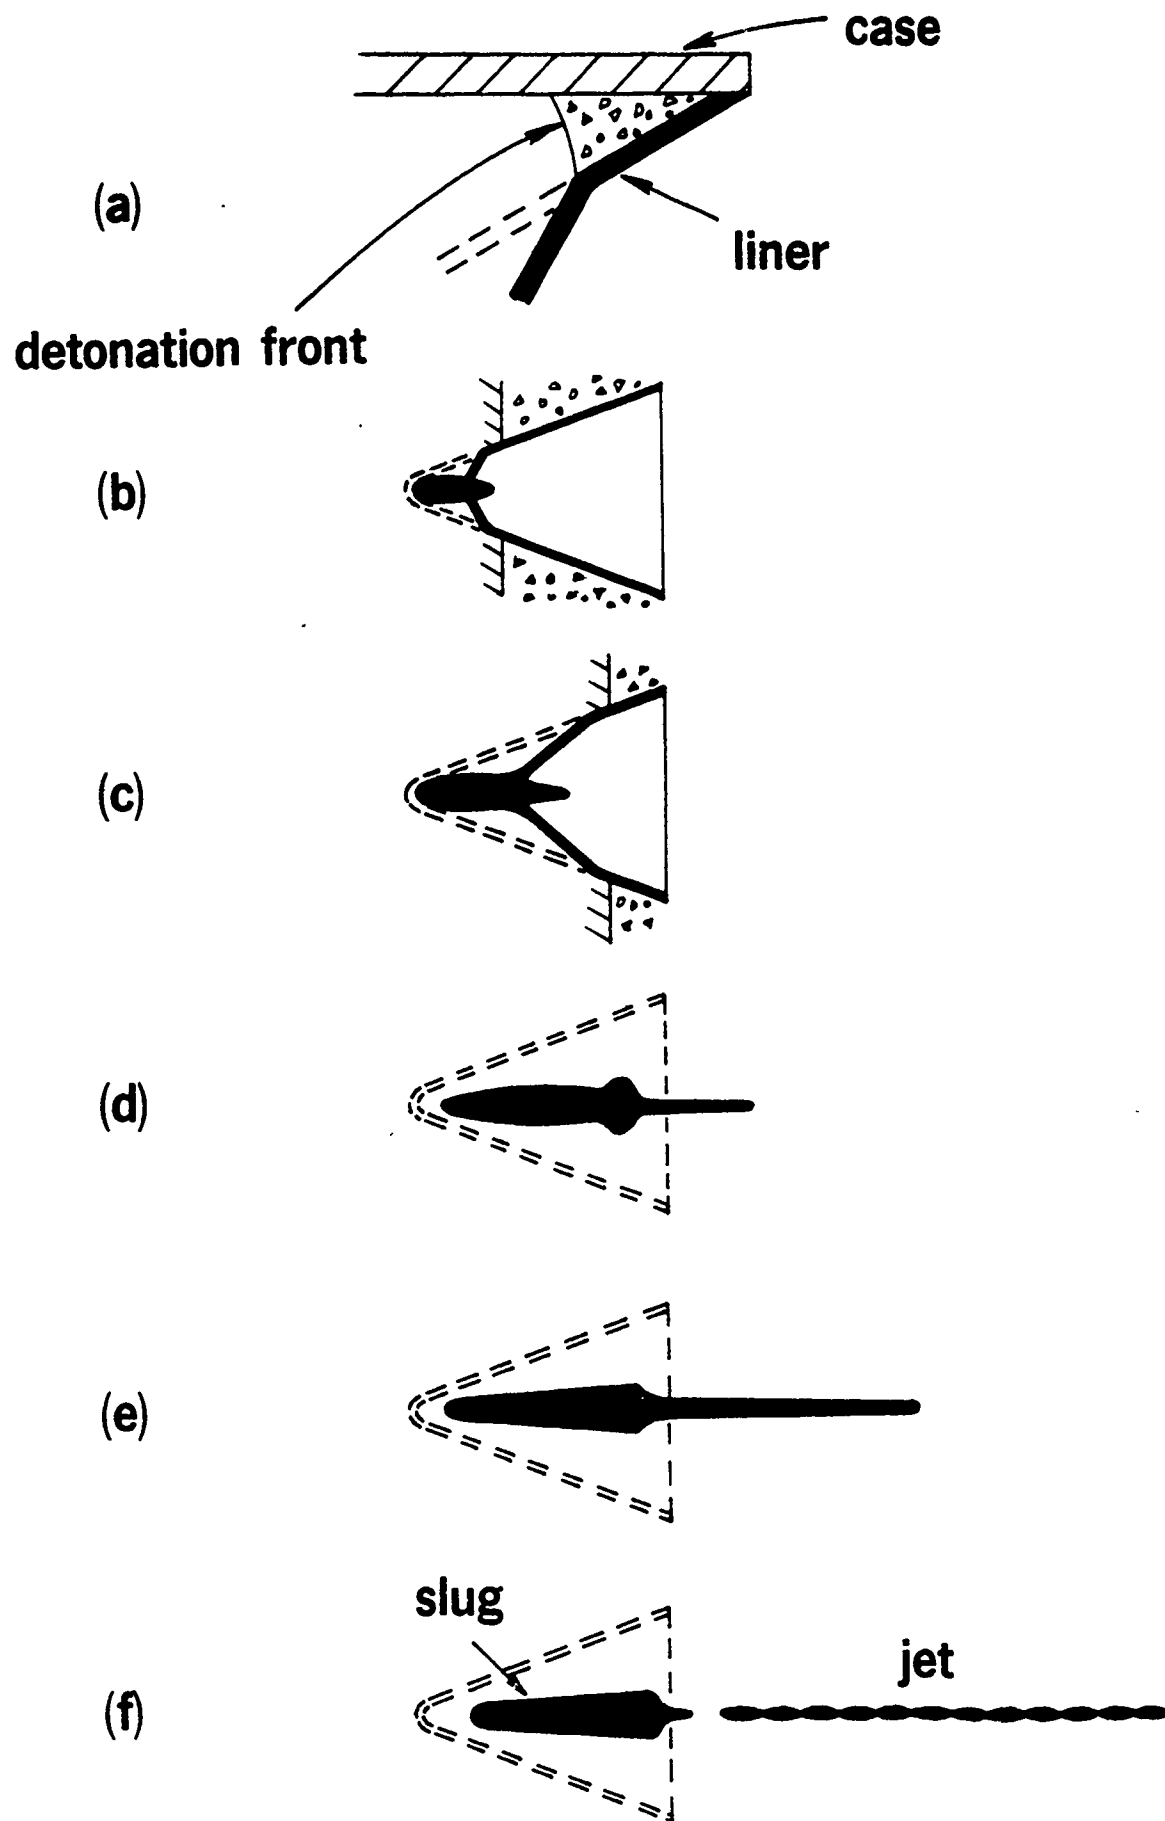 case
(a)
liner
detonation front
(b)
(c)
(d)
(e)
slug
jet
(f)